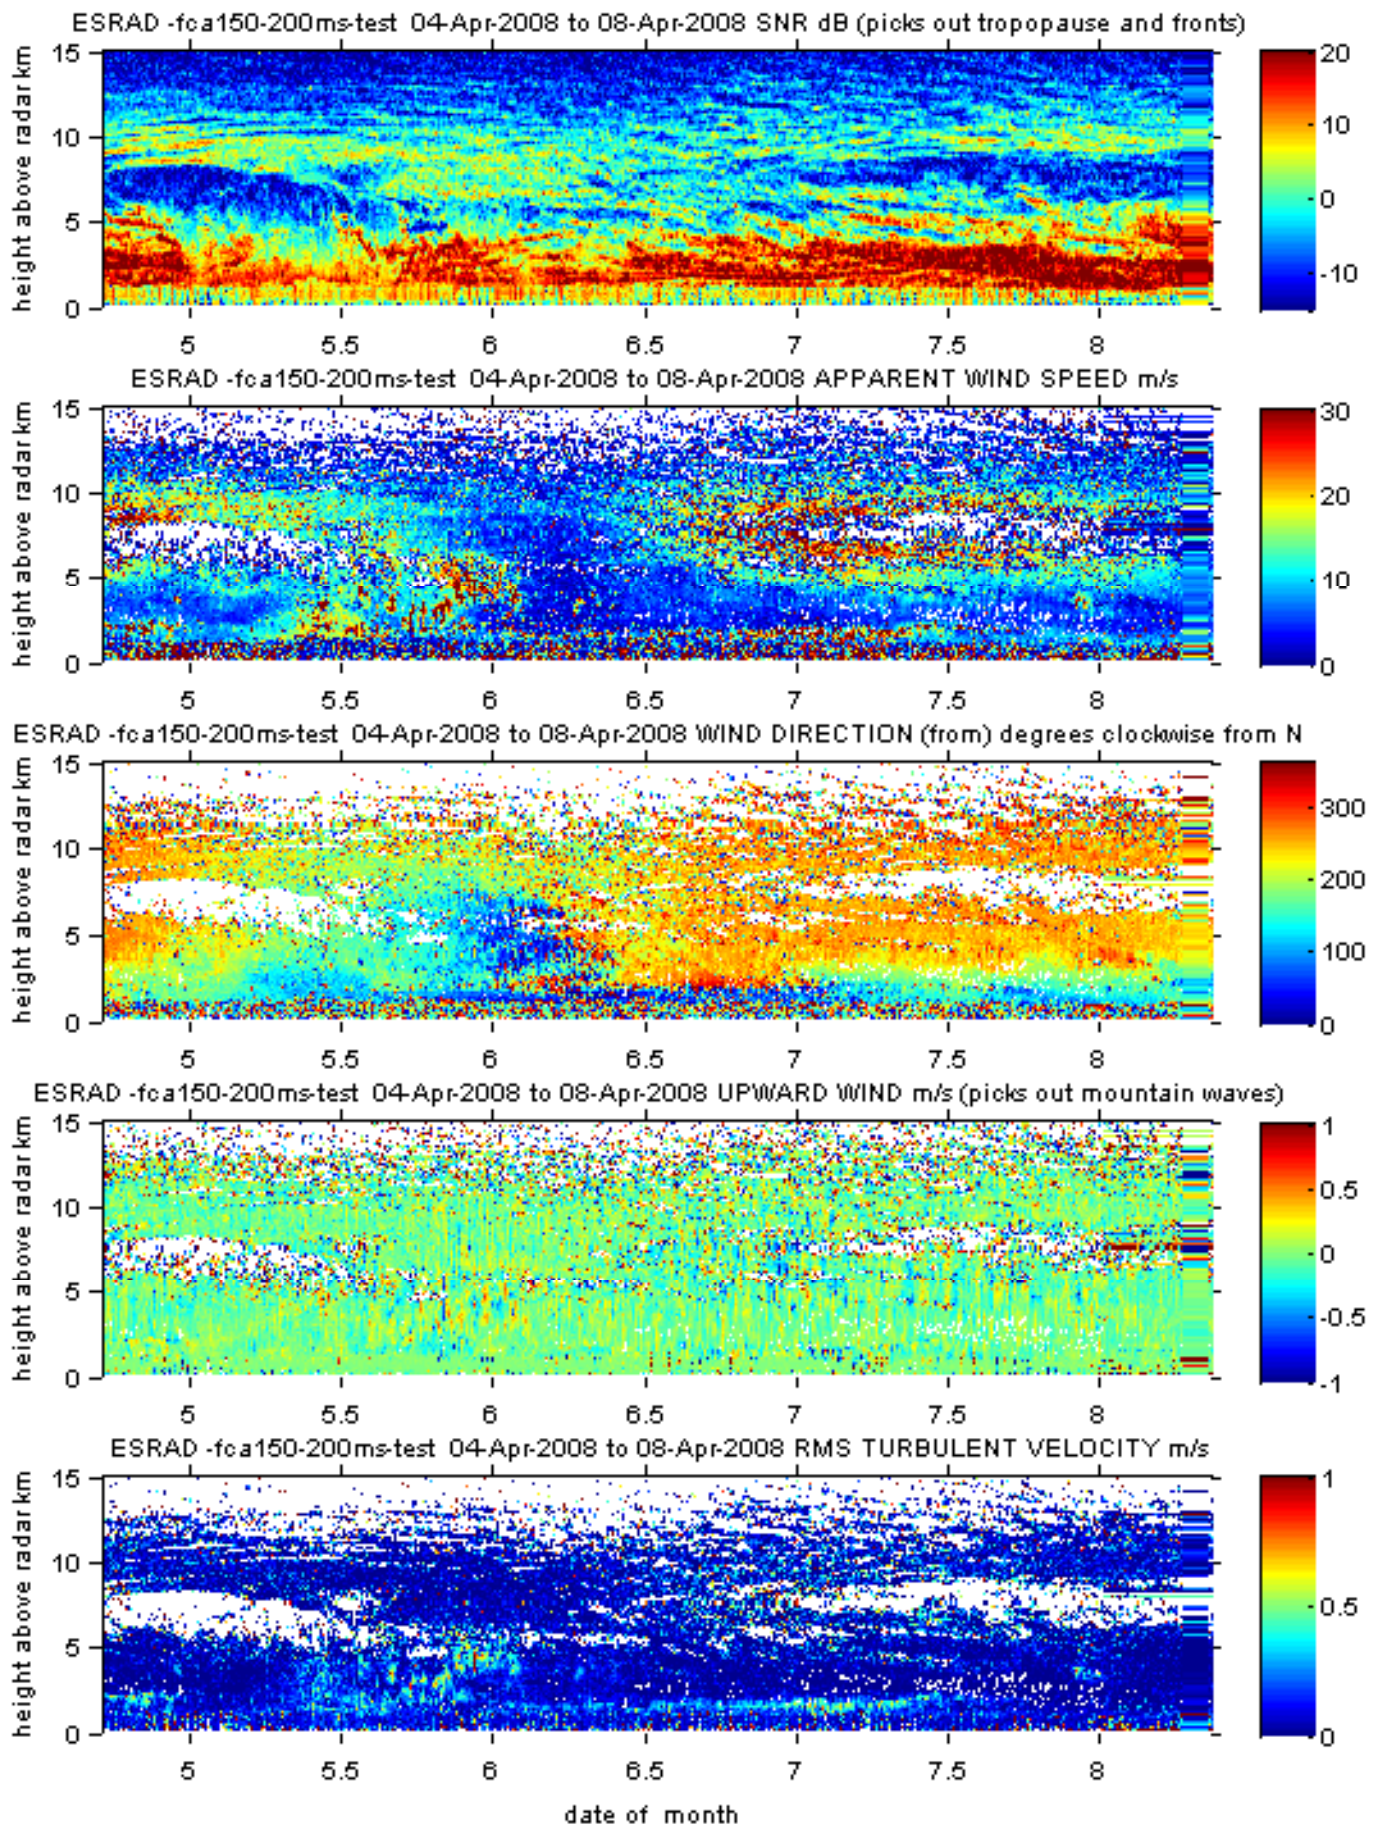 ESRAD -fca150-200ms-test 04-Apr-2008 to 08-Apr-2008 SNR dB (picks out tropopause and fronts)
height above radar km
15
10
5
0
5 5.5 6 6.5 7 7.5 8
20
10
0
-10
ESRAD -fca150-200ms-test 04-Apr-2008 to 08-Apr-2008 APPARENT WIND SPEED m/s
height above radar km
15
10
5
0
5 5.5 6 6.5 7 7.5 8
30
20
10
0
ESRAD -fca150-200ms-test 04-Apr-2008 to 08-Apr-2008 WIND DIRECTION (from) degrees clockwise from N
height above radar km
15
10
5
0
5 5.5 6 6.5 7 7.5 8
300
200
100
0
ESRAD -fca150-200ms-test 04-Apr-2008 to 08-Apr-2008 UPWARD WIND m/s (picks out mountain waves)
height above radar km
15
10
5
0
5 5.5 6 6.5 7 7.5 8
1
0.5
0
-0.5
-1
ESRAD -fca150-200ms-test 04-Apr-2008 to 08-Apr-2008 RMS TURBULENT VELOCITY m/s
height above radar km
15
10
5
0
5 5.5 6 6.5 7 7.5 8
1
0.5
0
date of month